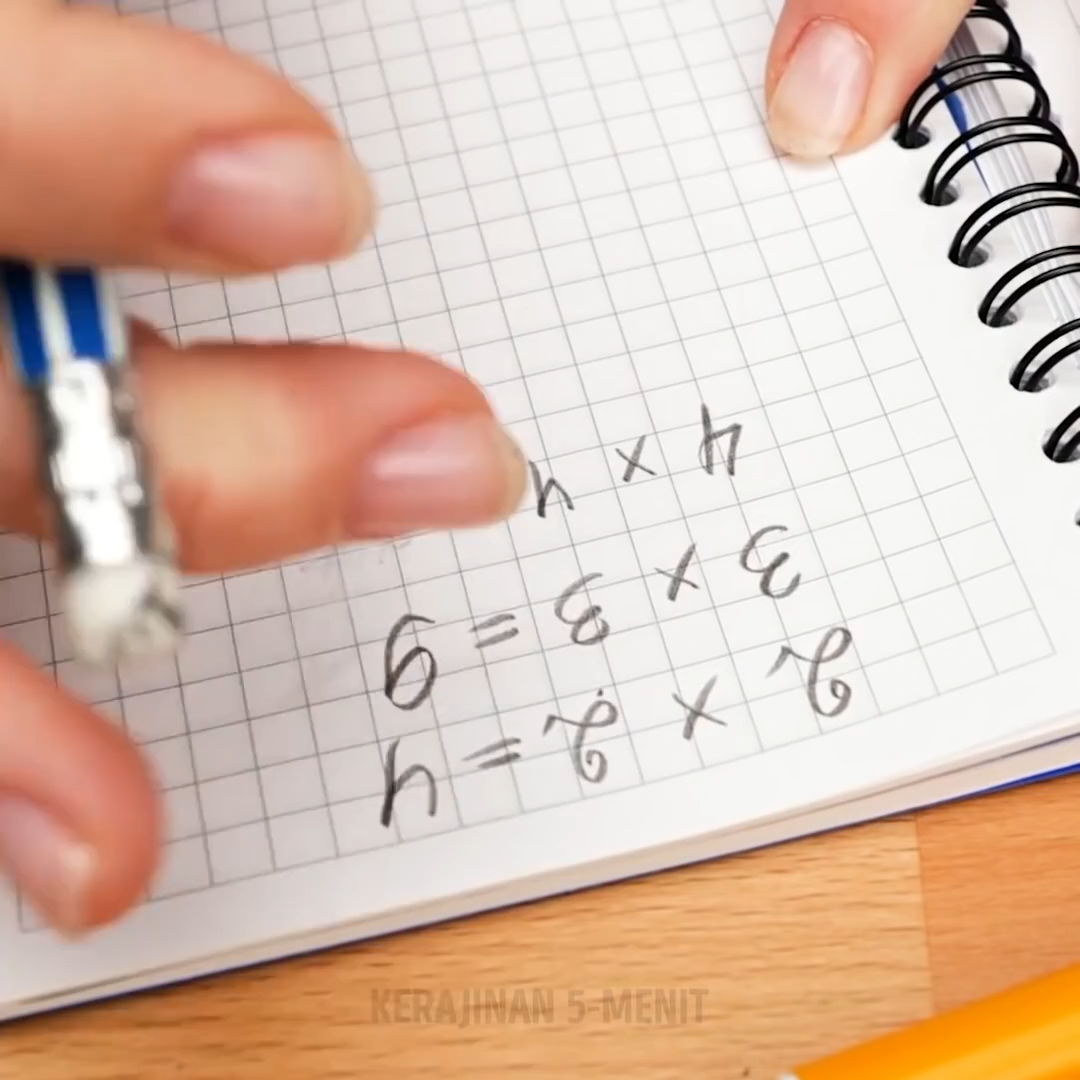 2 x 2 = 4
3 x 3 = 9
4 x 4
KERAJINAN 5-MENIT